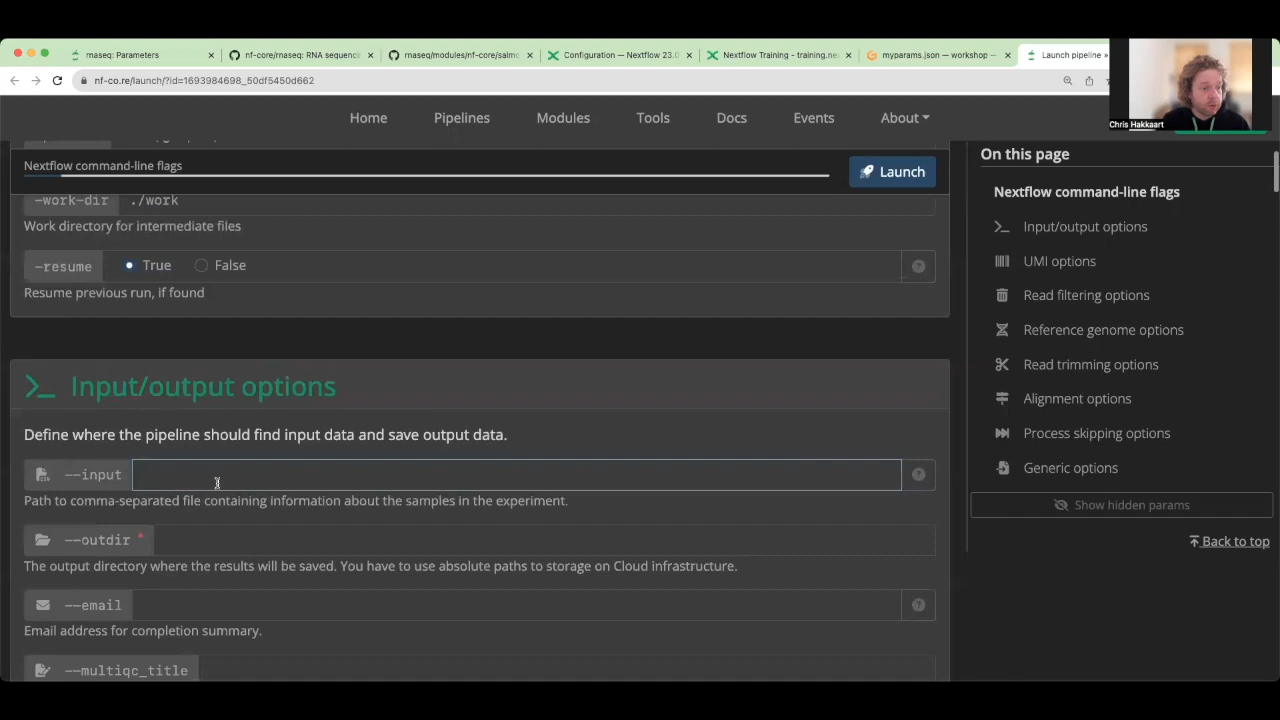 rnaseq: Parameters
nf-core/rnaseq: RNA sequencin
rnaseq/modules/nf-core/salmo
Configuration — Nextflow 23.0
Nextflow Training - training.ne
myparams.json — workshop —
Launch pipeline »
nf-co.re/launch/?id=1693984698_50df5450d662
Chris Hakkaart
Home
Pipelines
Modules
Tools
Docs
Events
About
Nextflow command-line flags
Launch
-work-dir
./work
Work directory for intermediate files
-resume
True
False
Resume previous run, if found
Input/output options
Define where the pipeline should find input data and save output data.
--input
Path to comma-separated file containing information about the samples in the experiment.
--outdir *
The output directory where the results will be saved. You have to use absolute paths to storage on Cloud infrastructure.
--email
Email address for completion summary.
--multiqc_title
On this page
Nextflow command-line flags
Input/output options
UMI options
Read filtering options
Reference genome options
Read trimming options
Alignment options
Process skipping options
Generic options
Show hidden params
Back to top